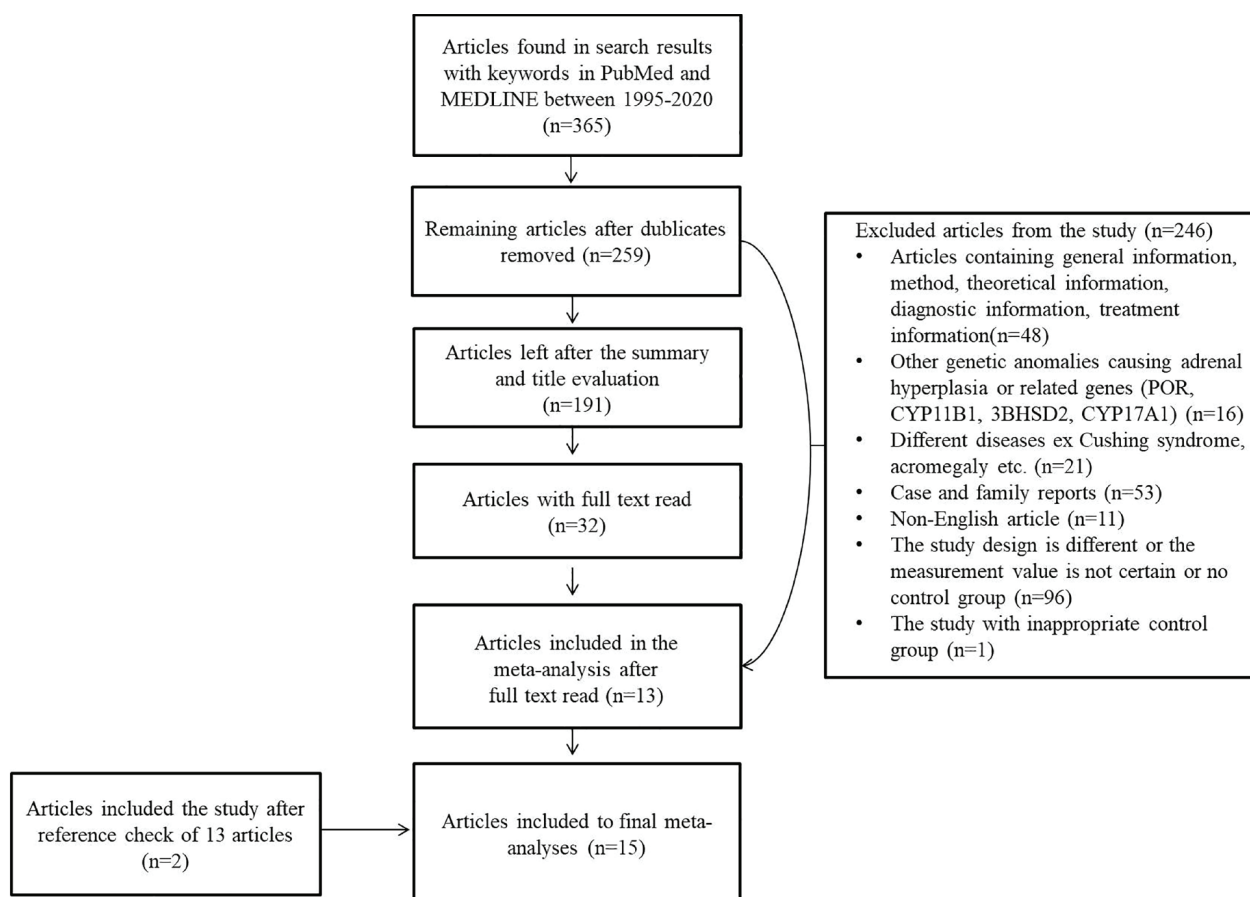 Articles found in search results
with keywords in PubMed and
MEDLINE between 1995-2020
(n=365)
Remaining articles after dublicates
removed (n=259)
Articles left after the summary
and title evaluation
(n=191)
Articles with full text read
(n=32)
Articles included in the
meta-analysis after
full text read (n=13)
Articles included the study after
reference check of 13 articles
(n=2)
Articles included to final meta-
analyses (n=15)
Excluded articles from the study (n=246)
• Articles containing general information,
method, theoretical information,
diagnostic information, treatment
information(n=48)
• Other genetic anomalies causing adrenal
hyperplasia or related genes (POR,
CYP11B1, 3BHSD2, CYP17A1) (n=16)
• Different diseases ex Cushing syndrome,
acromegaly etc. (n=21)
• Case and family reports (n=53)
• Non-English article (n=11)
• The study design is different or the
measurement value is not certain or no
control group (n=96)
• The study with inappropriate control
group (n=1)